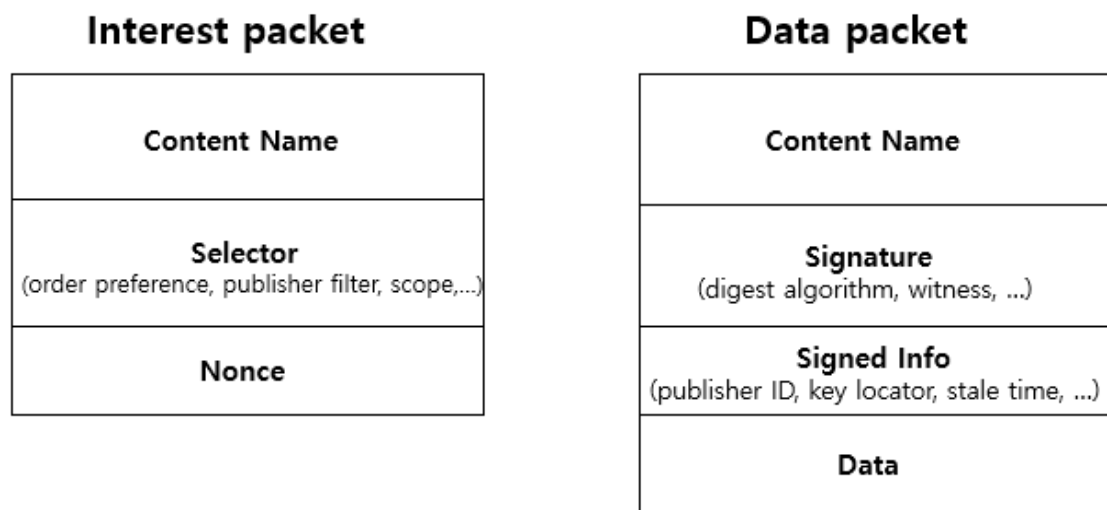 Interest packet
Content Name
Selector
(order preference, publisher filter, scope,...)
Nonce
Data packet
Content Name
Signature
(digest algorithm, witness, ...)
Signed Info
(publisher ID, key locator, stale time, ...)
Data